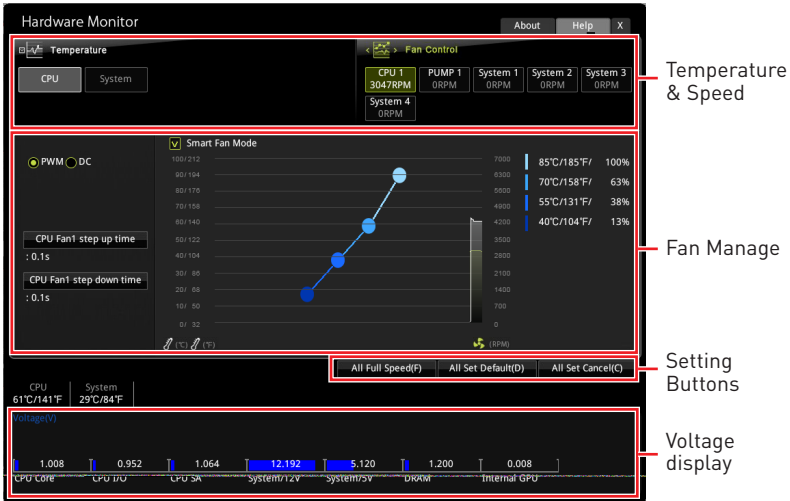 Hardware Monitor
About Help X
Temperature
Fan Control
CPU System
CPU 1 PUMP 1 System 1 System 2 System 3
3047RPM 0RPM 0RPM 0RPM 0RPM
System 4
0RPM
Temperature
& Speed
PWM DC
Smart Fan Mode
100/212 7000 85℃/185℉/ 100%
90/194 6300
80/176 5600 70℃/158℉/ 63%
70/158 4900 55℃/131℉/ 38%
60/140 4200 40℃/104℉/ 13%
50/122 3500
40/104 2800
30/ 86 2100
20/ 68 1400
10/ 50 700
0/ 32 0
(℃) (℉) (RPM)
CPU Fan1 step up time
: 0.1s
CPU Fan1 step down time
: 0.1s
Fan Manage
All Full Speed(F) All Set Default(D) All Set Cancel(C)
Setting
Buttons
CPU System
61℃/141℉ 29℃/84℉
Voltage(V)
1.008 0.952 1.064 12.192 5.120 1.200 0.008
CPU Core CPU I/O CPU SA System/12V System/5V DRAM Internal GPU
Voltage
display